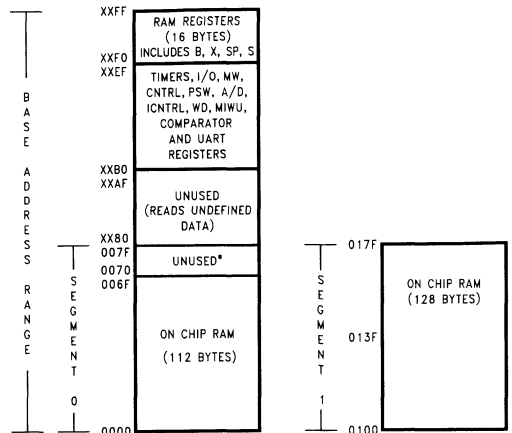 XXFF
RAM REGISTERS
(16 BYTES)
INCLUDES B, X, SP, S
XXF0
XXEF
TIMERS, I/O, MW,
CNTRL, PSW, A/D,
ICNTRL, WD, MIWU,
COMPARATOR
AND UART
REGISTERS
XXB0
XXAF
UNUSED
(READS UNDEFINED
DATA)
XX80
007F
UNUSED*
0070
006F
ON CHIP RAM
(112 BYTES)
0000
BASE ADDRESS RANGE
SEGMENT 0
017F
ON CHIP RAM
(128 BYTES)
013F
0100
SEGMENT 1